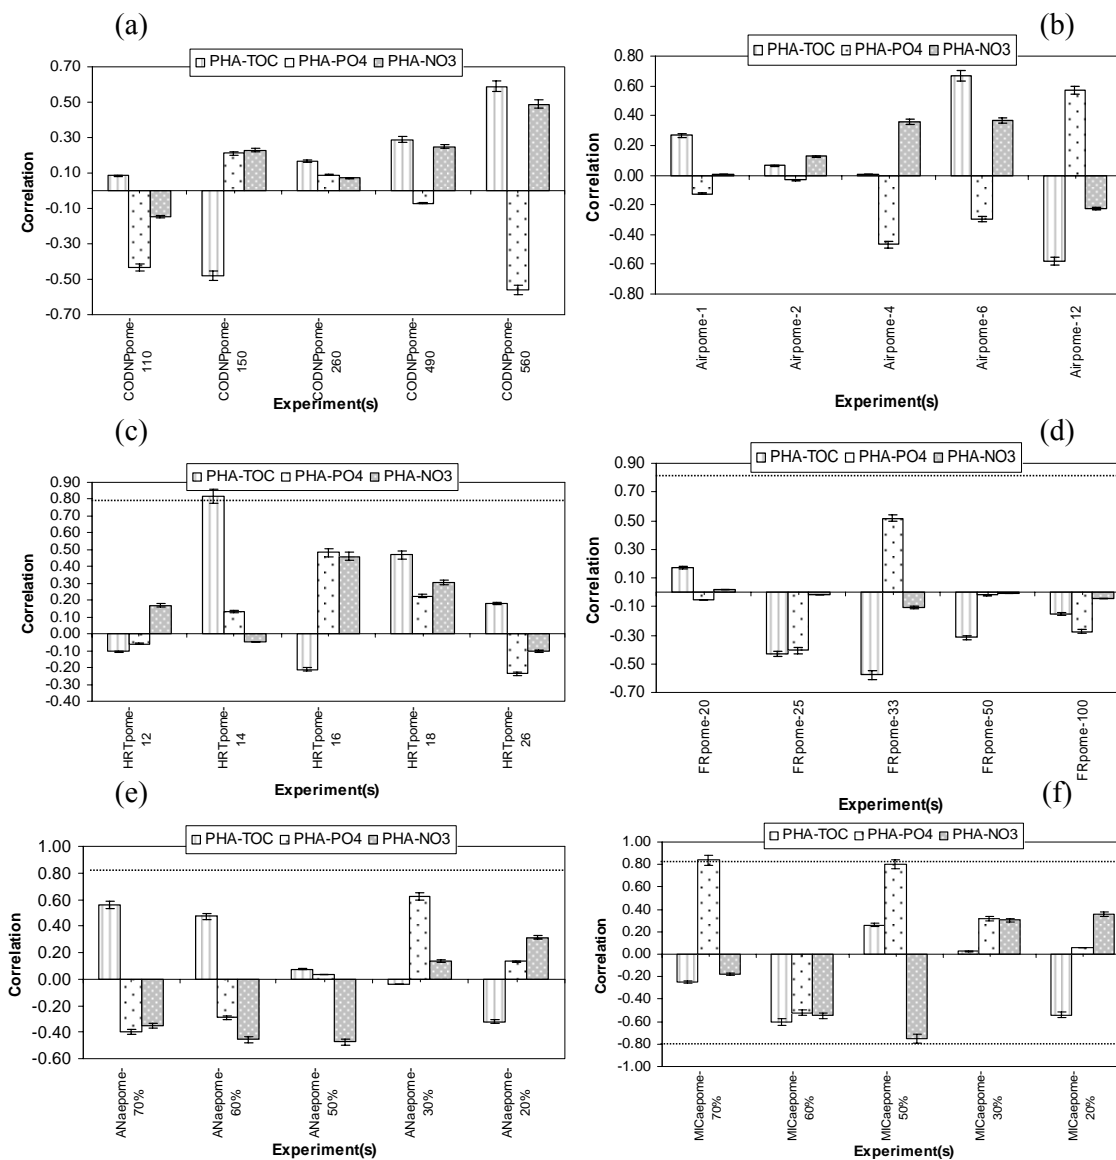 (a)
PHA-TOC PHA-PO4 PHA-NO3
0.70
0.50
0.30
0.10
-0.10
-0.30
-0.50
-0.70
Correlation
CODNPpome-110
CODNPpome-150
CODNPpome-260
CODNPpome-490
CODNPpome-560
Experiment(s)
(b)
PHA-TOC PHA-PO4 PHA-NO3
0.80
0.60
0.40
0.20
0.00
-0.20
-0.40
-0.60
-0.80
Correlation
Airpome-1
Airpome-2
Airpome-4
Airpome-6
Airpome-12
Experiment(s)
(c)
PHA-TOC PHA-PO4 PHA-NO3
0.90
0.80
0.70
0.60
0.50
0.40
0.30
0.20
0.10
0.00
-0.10
-0.20
-0.30
-0.40
Correlation
HRTpome-12
HRTpome-14
HRTpome-16
HRTpome-18
HRTpome-26
Experiment(s)
(d)
PHA-TOC PHA-PO4 PHA-NO3
0.90
0.70
0.50
0.30
0.10
-0.10
-0.30
-0.50
-0.70
Correlation
FRpome-20
FRpome-25
FRpome-33
FRpome-50
FRpome-100
Experiment(s)
(e)
PHA-TOC PHA-PO4 PHA-NO3
1.00
0.80
0.60
0.40
0.20
0.00
-0.20
-0.40
-0.60
Correlation
ANaepome-70%
ANaepome-60%
ANaepome-50%
ANaepome-30%
ANaepome-20%
Experiment(s)
(f)
PHA-TOC PHA-PO4 PHA-NO3
1.00
0.80
0.60
0.40
0.20
0.00
-0.20
-0.40
-0.60
-0.80
-1.00
Correlation
MICaepome-70%
MICaepome-60%
MICaepome-50%
MICaepome-30%
MICaepome-20%
Experiment(s)